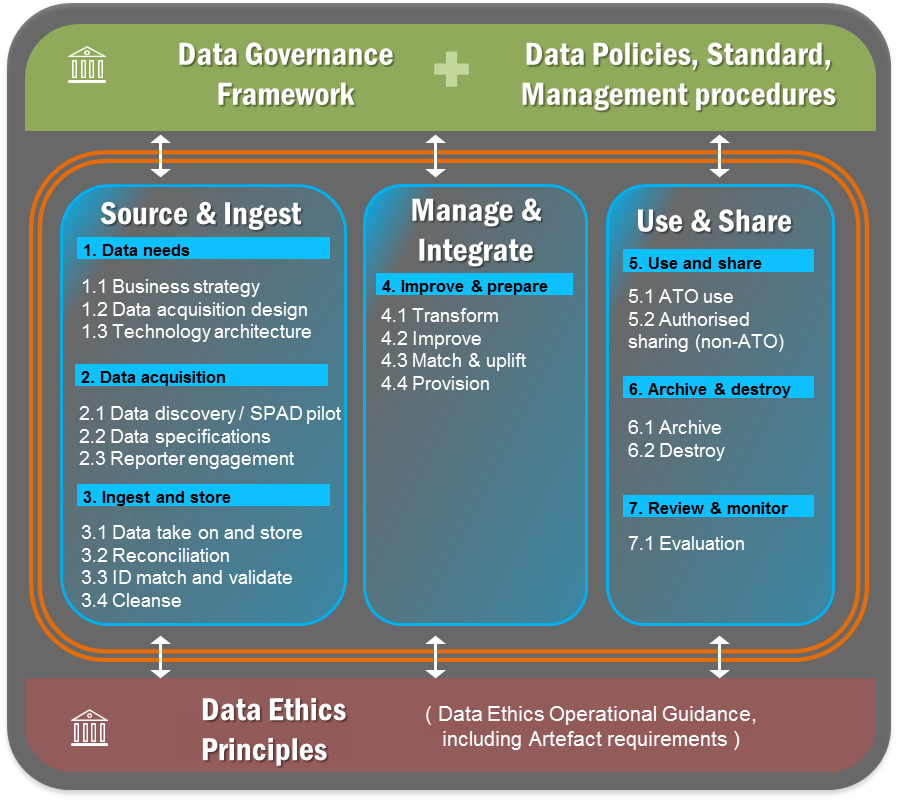 Data Governance
Framework
Data Policies, Standard,
Management procedures
Source & Ingest
1. Data needs
1.1 Business strategy
1.2 Data acquisition design
1.3 Technology architecture
2. Data acquisition
2.1 Data discovery / SPAD pilot
2.2 Data specifications
2.3 Reporter engagement
3. Ingest and store
3.1 Data take on and store
3.2 Reconciliation
3.3 ID match and validate
3.4 Cleanse
Manage &
Integrate
4. Improve & prepare
4.1 Transform
4.2 Improve
4.3 Match & uplift
4.4 Provision
Use & Share
5. Use and share
5.1 ATO use
5.2 Authorised
sharing (non-ATO)
6. Archive & destroy
6.1 Archive
6.2 Destroy
7. Review & monitor
7.1 Evaluation
Data Ethics
Principles
( Data Ethics Operational Guidance,
including Artefact requirements )